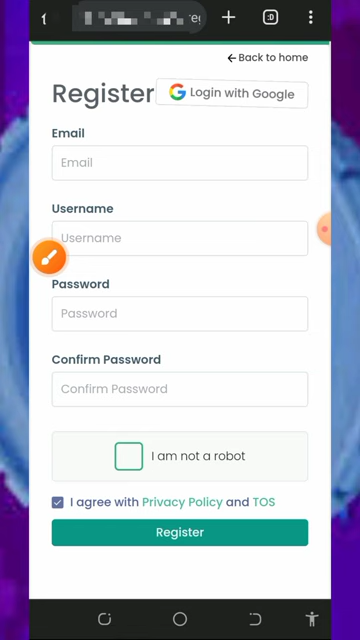 Back to home
Register
Login with Google
Email
Email
Username
Username
Password
Password
Confirm Password
Confirm Password
I am not a robot
I agree with Privacy Policy and TOS
Register